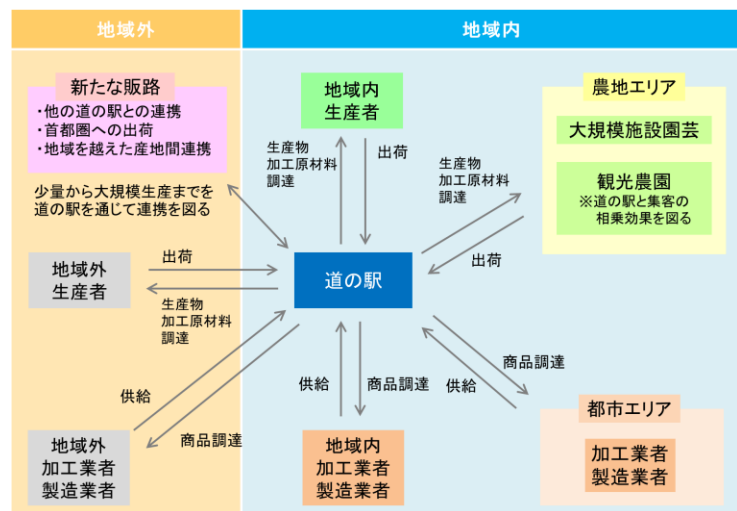 地域外
地域内
新たな販路
・他の道の駅との連携
・首都圏への出荷
・地域を越えた産地間連携
少量から大規模生産までを
道の駅を通じて連携を図る
地域内
生産者
生産物
加工原材料
調達
出荷
農地エリア
大規模施設園芸
観光農園
※道の駅と集客の
相乗効果を図る
生産物
加工原材料
調達
出荷
地域外
生産者
出荷
生産物
加工原材料
調達
道の駅
供給
商品調達
供給
商品調達
商品調達
供給
地域外
加工業者
製造業者
地域内
加工業者
製造業者
都市エリア
加工業者
製造業者